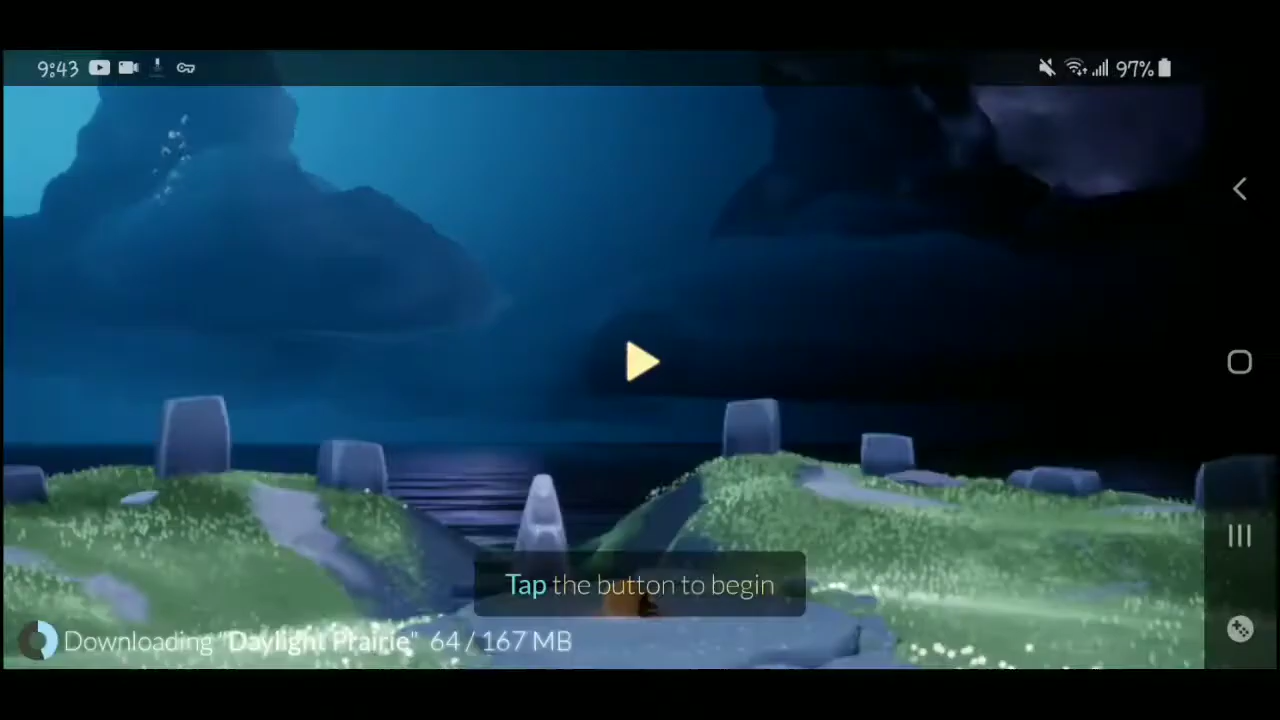 9:43
97%
Tap the button to begin
Downloading "Daylight Prairie" 64 / 167 MB